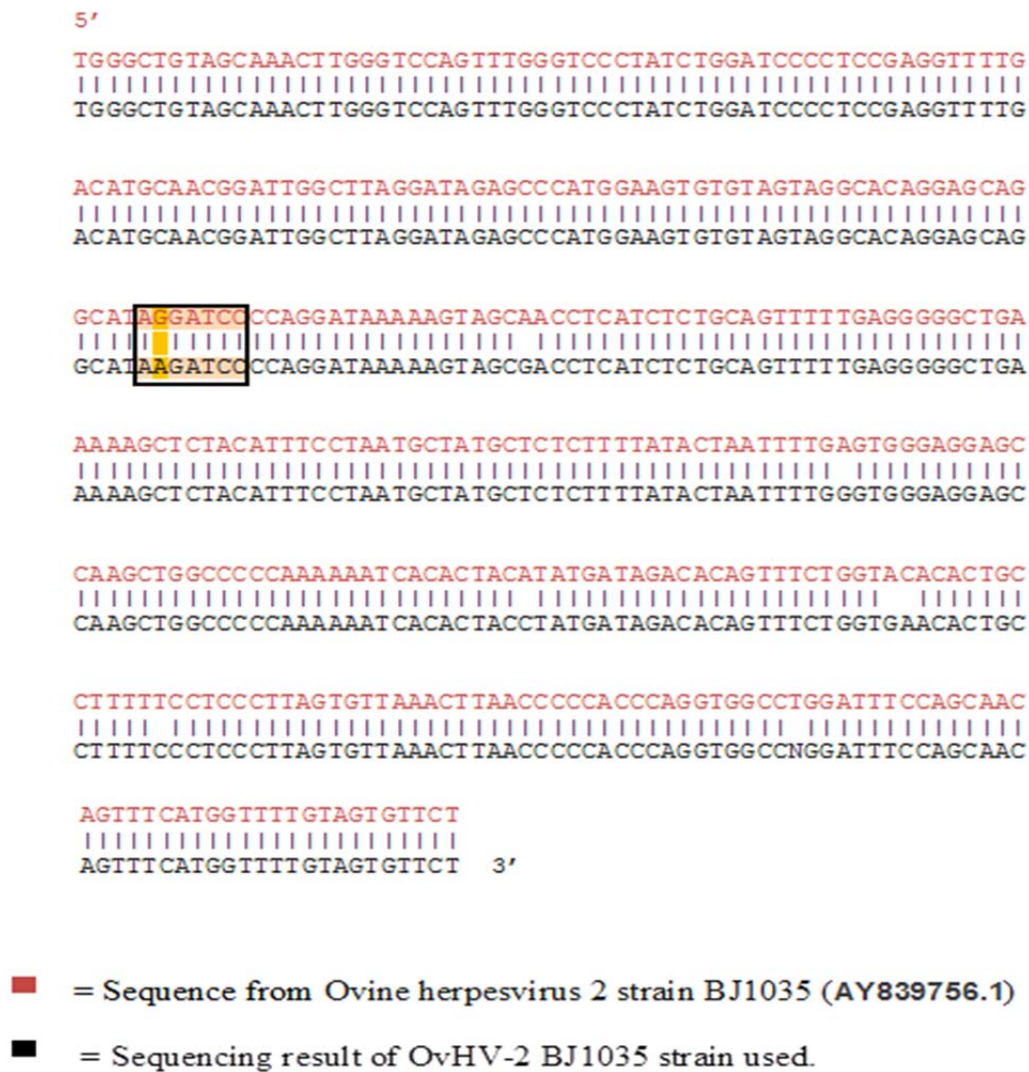 5′
TGGGCTGTAGCAAACTTGGGTCCAGTTTGGGTCCCTATCTGGATCCCCTCCGAGGTTTTG
||||||||||||||||||||||||||||||||||||||||||||||||||||||||||||
TGGGCTGTAGCAAACTTGGGTCCAGTTTGGGTCCCTATCTGGATCCCCTCCGAGGTTTTG
ACATGCAACGGATTGGCTTAGGATAGAGCCCATGGAAGTGTGTAGTAGGCACAGGAGCAG
||||||||||||||||||||||||||||||||||||||||||||||||||||||||||||
ACATGCAACGGATTGGCTTAGGATAGAGCCCATGGAAGTGTGTAGTAGGCACAGGAGCAG
GCATAGGATCCCCAGGATAAAAAGTAGCAACCTCATCTCTGCAGTTTTTGAGGGGGCTGA
||||| |||||||||||||||||||||| |||||||||||||||||||||||||||||||
GCATAAGATCCCCAGGATAAAAAGTAGCGACCTCATCTCTGCAGTTTTTGAGGGGGCTGA
AAAAGCTCTACATTTCCTAATGCTATGCTCTCTTTTATACTAATTTTGAGTGGGAGGAGC
|||||||||||||||||||||||||||||||||||||||||||||||| |||||||||||
AAAAGCTCTACATTTCCTAATGCTATGCTCTCTTTTATACTAATTTTGGGTGGGAGGAGC
CAAGCTGGCCCCCAAAAAATCACACTACATATGATAGACACAGTTTCTGGTACACACTGC
|||||||||||||||||||||||||||| ||||||||||||||||||||||  |||||||
CAAGCTGGCCCCCAAAAAATCACACTACCTATGATAGACACAGTTTCTGGTGAACACTGC
CTTTTTCCTCCCTTAGTGTTAAACTTAACCCCCACCCAGGTGGCCTGGATTTCCAGCAAC
||||| ||||||||||||||||||||||||||||||||||||||| ||||||||||||||
CTTTTCCCTCCCTTAGTGTTAAACTTAACCCCCACCCAGGTGGCCNGGATTTCCAGCAAC
AGTTTCATGGTTTTGTAGTGTTCT
||||||||||||||||||||||||
AGTTTCATGGTTTTGTAGTGTTCT 3′
= Sequence from Ovine herpesvirus 2 strain BJ1035 (AY839756.1)
= Sequencing result of OvHV-2 BJ1035 strain used.